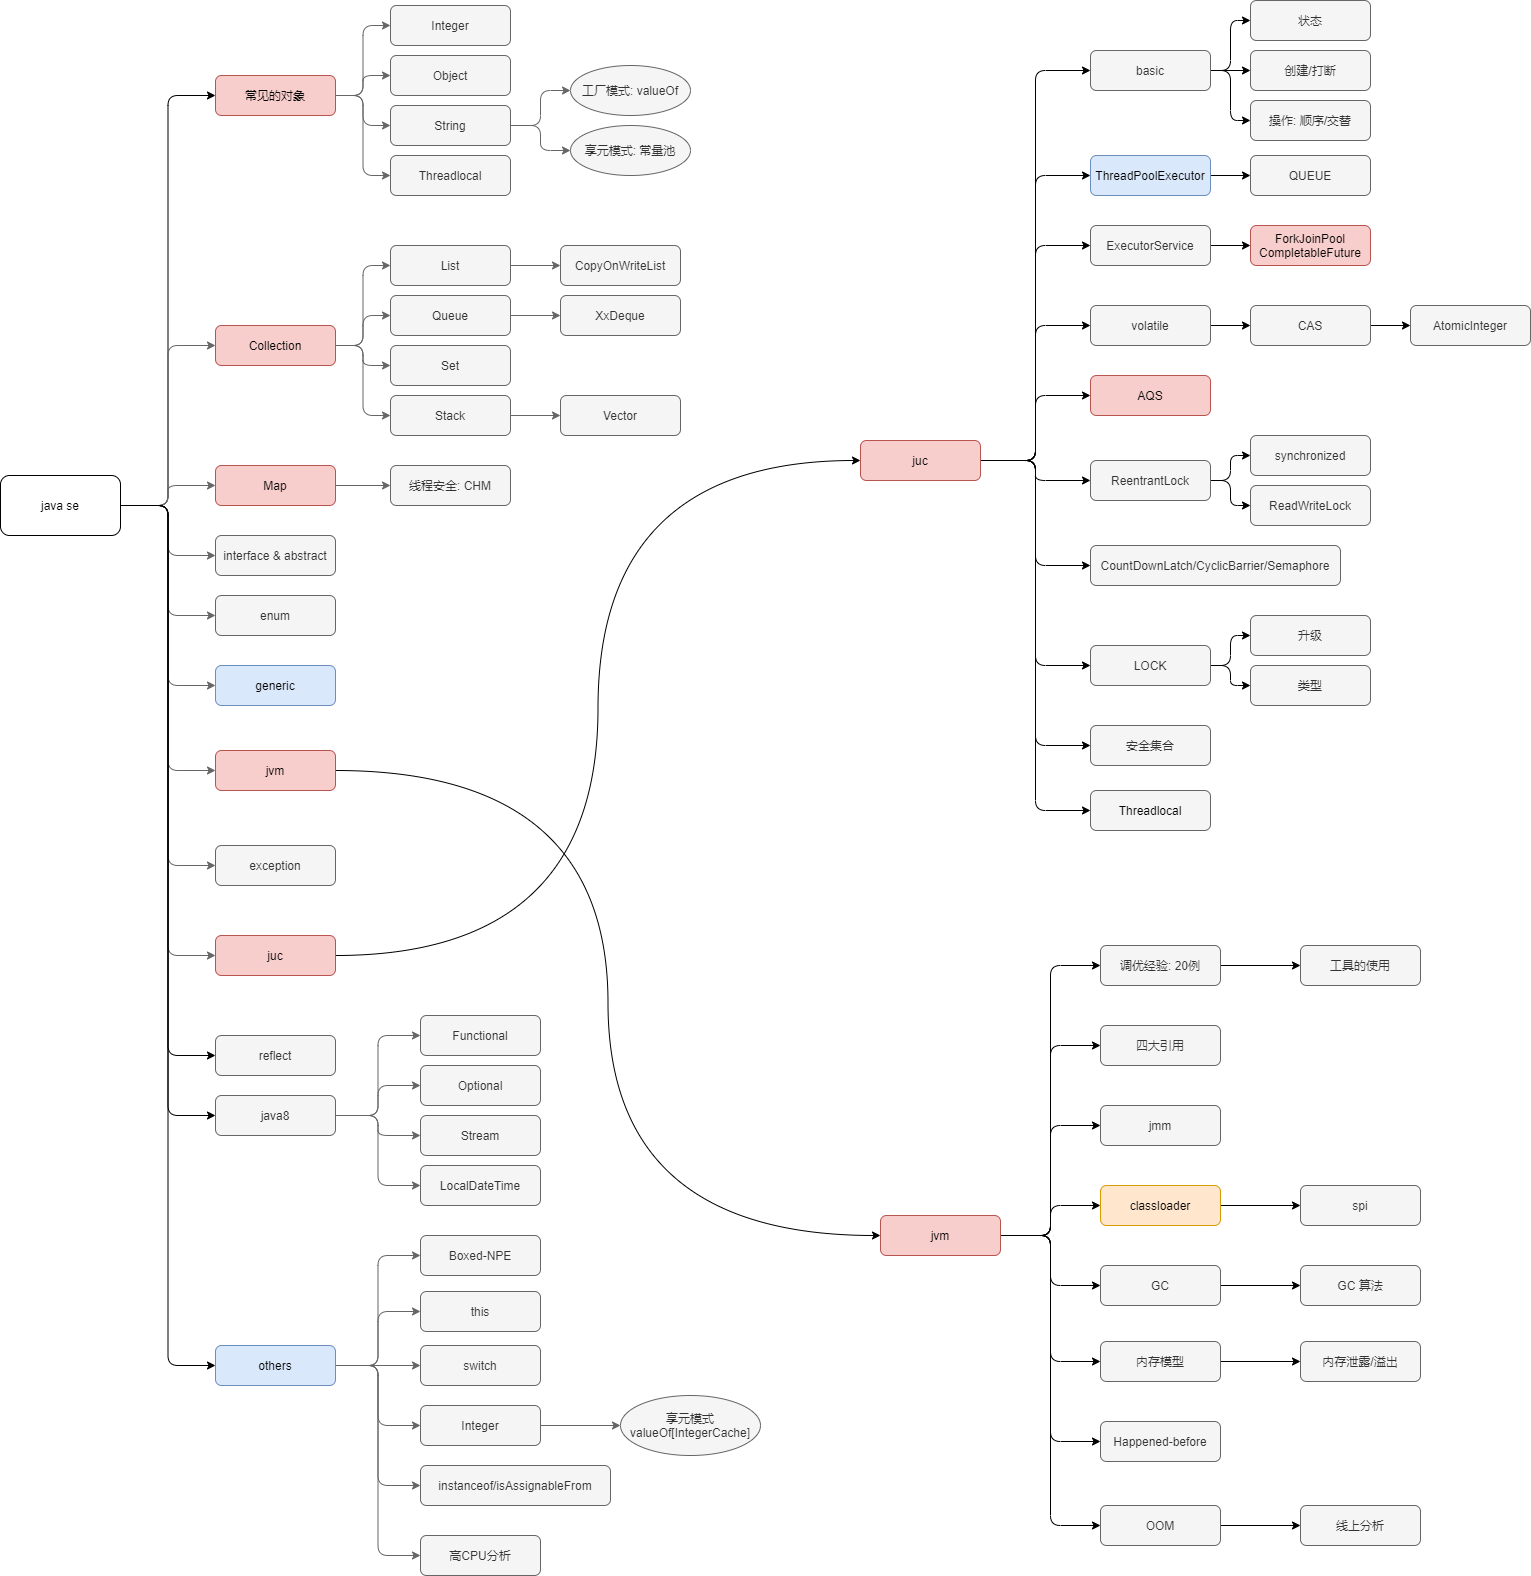 java se
常见的对象
Integer
Object
String
工厂模式: valueOf
享元模式: 常量池
Threadlocal
Collection
List
CopyOnWriteList
Queue
XxDeque
Set
Stack
Vector
Map
线程安全: CHM
interface & abstract
enum
generic
jvm
exception
juc
reflect
java8
Functional
Optional
Stream
LocalDateTime
others
Boxed-NPE
this
switch
Integer
享元模式
valueOf[IntegerCache]
instanceof/isAssignableFrom
高CPU分析
juc
basic
状态
创建/打断
操作: 顺序/交替
ThreadPoolExecutor
QUEUE
ExecutorService
ForkJoinPool
CompletableFuture
volatile
CAS
AtomicInteger
AQS
ReentrantLock
synchronized
ReadWriteLock
CountDownLatch/CyclicBarrier/Semaphore
LOCK
升级
类型
安全集合
Threadlocal
jvm
调优经验: 20例
工具的使用
四大引用
jmm
classloader
spi
GC
GC 算法
内存模型
内存泄露/溢出
Happened-before
OOM
线上分析